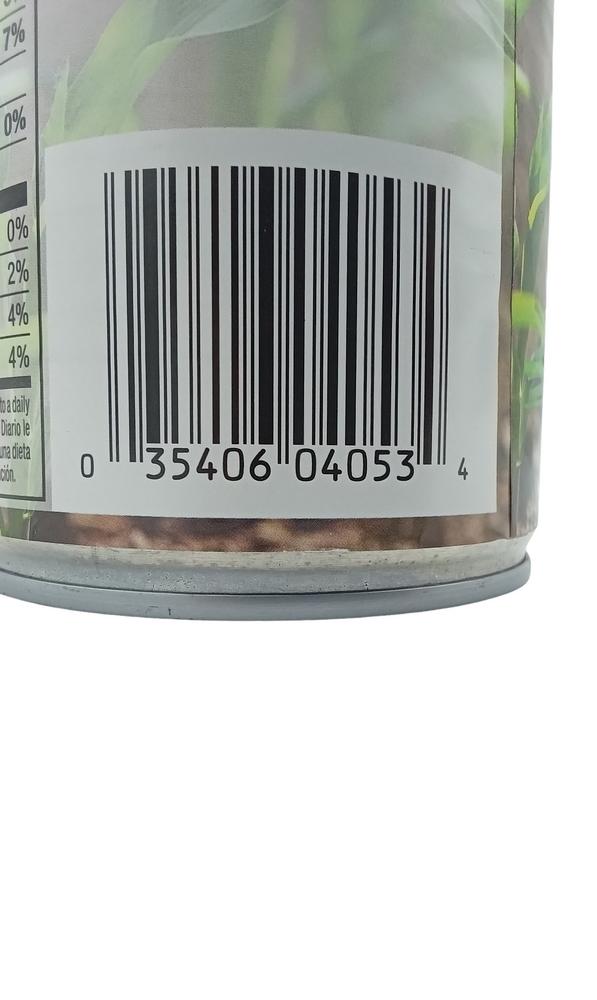 7%
0%
0%
2%
4%
4%
to a daily
Diario le
una dieta
ción.
0 35406 04053 4